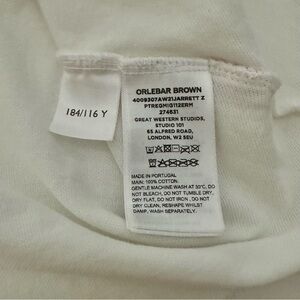 184/116 Y
ORLEBAR BROWN
4009307AW21JARRETT Z
PTREGMIG112ERM
274831
GREAT WESTERN STUDIOS,
STUDIO 101
65 ALFRED ROAD,
LONDON, W2 5EU
MADE IN PORTUGAL
MAIN: 100% COTTON
GENTLE MACHINE WASH AT 30°C, DO
NOT BLEACH, DO NOT TUMBLE DRY,
DRY FLAT, DO NOT IRON, DO NOT
DRY CLEAN, RESHAPE WHILST
DAMP, WASH SEPARATELY.